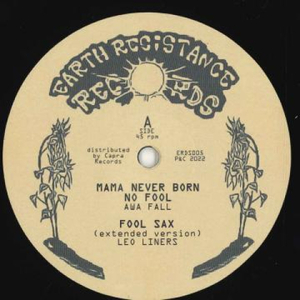 EARTH RESISTANCE
RECORDS
A
SIDE
45 rpm
distributed
by Capra
Records
ERDS005
P&C 2022
MAMA NEVER BORN
NO FOOL
AWA FALL
FOOL SAX
(extended version)
LEO LINERS